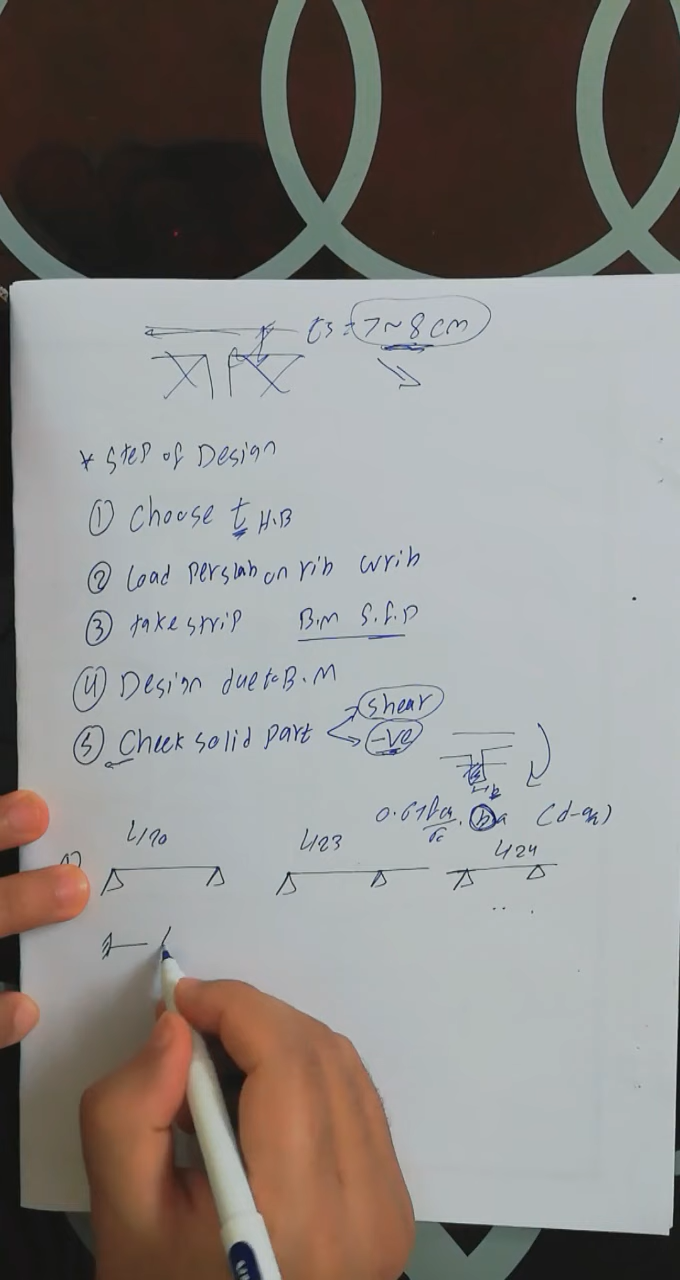 ts = 7~8 cm
* Step of Design
① Choose t H.B
② Load per slab on rib wrib
③ take strip B.M S.F.D
④ Design due to B.M
⑤ Check solid part shear -ve
b
0.67 fcu/γc . b a (d-a/2)
L/20 L/23 L/24